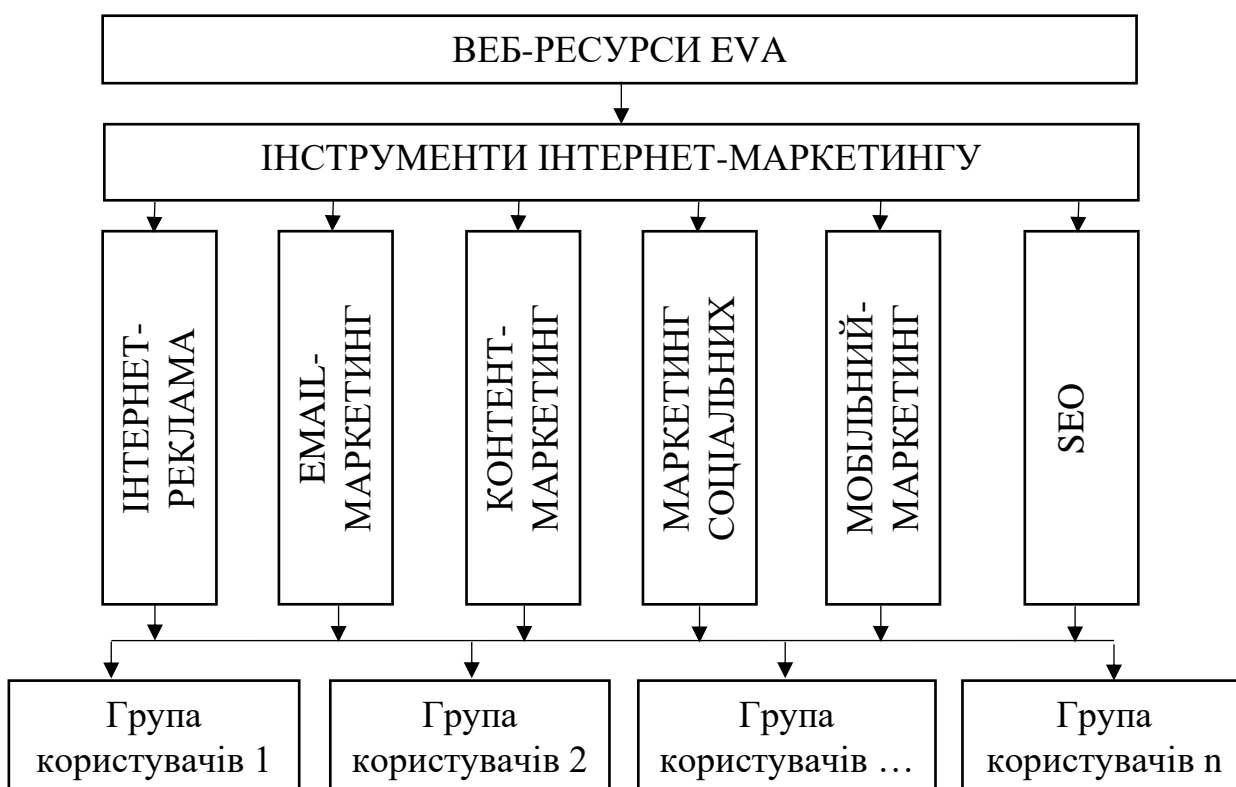 ВЕБ-РЕСУРСИ EVA
ІНСТРУМЕНТИ ІНТЕРНЕТ-МАРКЕТИНГУ
ІНТЕРНЕТ-
РЕКЛАМА
EMAIL-
МАРКЕТИНГ
КОНТЕНТ-
МАРКЕТИНГ
МАРКЕТИНГ
СОЦІАЛЬНИХ
МОБІЛЬНИЙ-
МАРКЕТИНГ
SEO
Група
користувачів 1
Група
користувачів 2
Група
користувачів …
Група
користувачів n